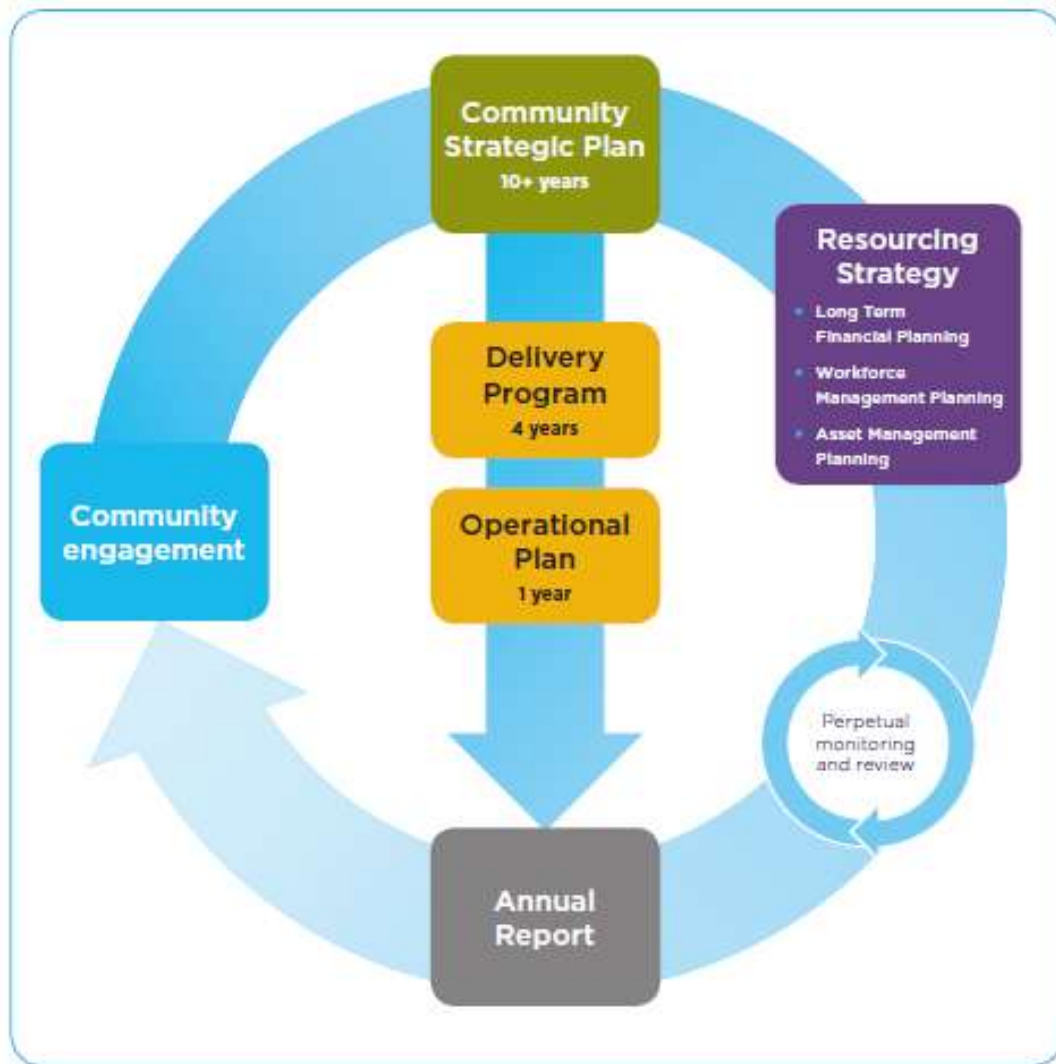 Community
Strategic Plan
10+ years
Resourcing
Strategy
• Long Term
Financial Planning
• Workforce
Management Planning
• Asset Management
Planning
Delivery
Program
4 years
Community
engagement
Operational
Plan
1 year
Perpetual
monitoring
and review
Annual
Report